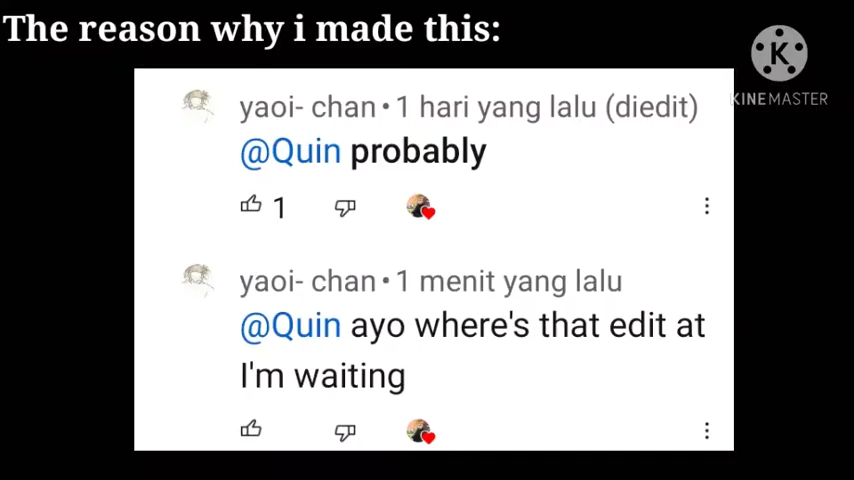 The reason why i made this:
K
KINEMASTER
yaoi- chan • 1 hari yang lalu (diedit)
@Quin probably
1
yaoi- chan • 1 menit yang lalu
@Quin ayo where's that edit at
I'm waiting